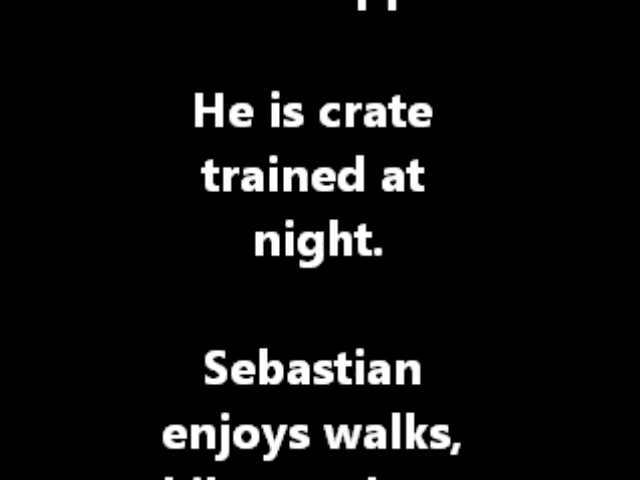 He is crate
trained at
night.
Sebastian
enjoys walks,